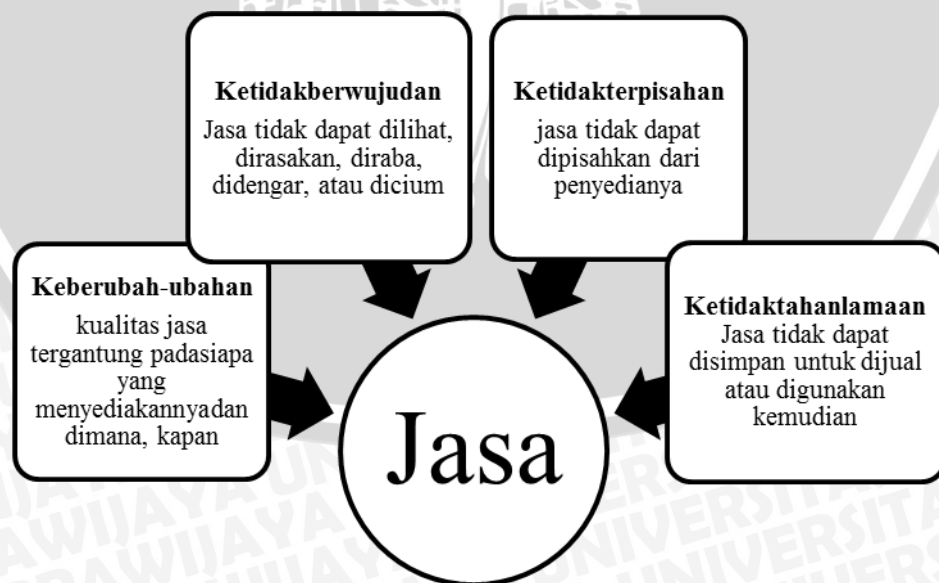 Ketidakberwujudan
Jasa tidak dapat dilihat,
dirasakan, diraba,
didengar, atau dicium
Ketidakterpisahan
jasa tidak dapat
dipisahkan dari
penyedianya
Keberubah-ubahan
kualitas jasa
tergantung padasiapa
yang
menyediakannyadan
dimana, kapan
Ketidaktahanlamaan
Jasa tidak dapat
disimpan untuk dijual
atau digunakan
kemudian
Jasa